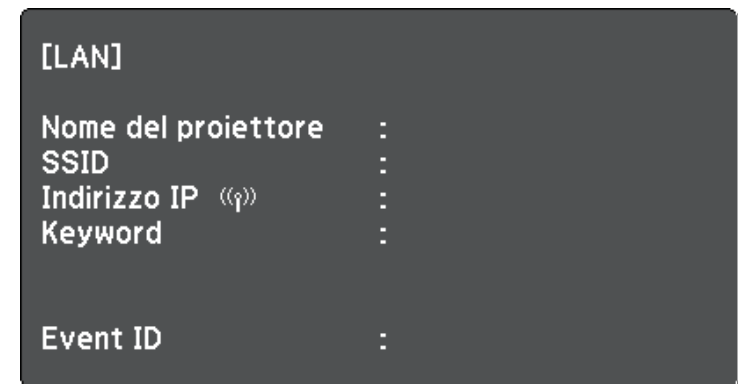 [LAN]
Nome del proiettore :
SSID :
Indirizzo IP :
Keyword :
Event ID :